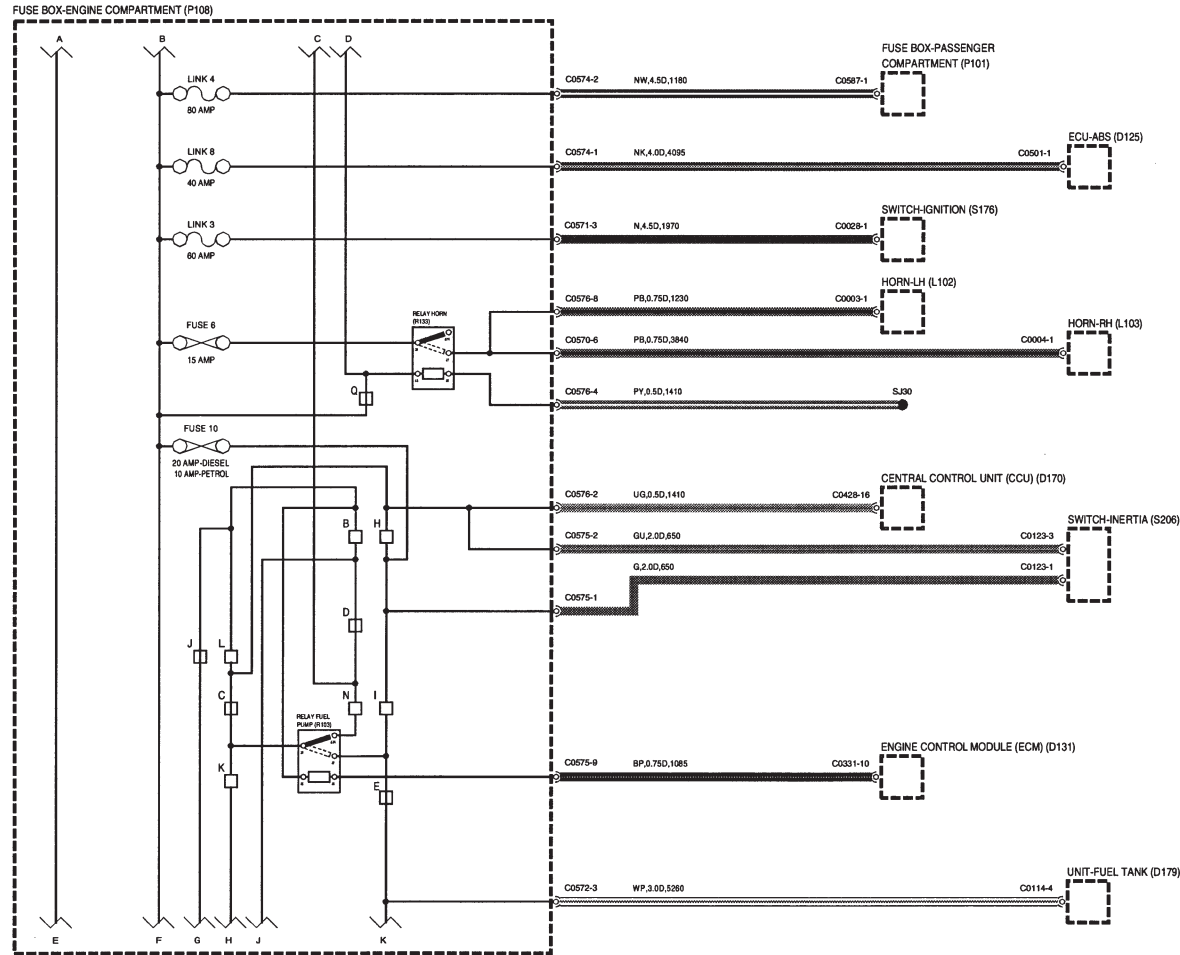 FUSE BOX-ENGINE COMPARTMENT (P108)
A
B
C
D
LINK 4
80 AMP
C0574-2
NW,4.5D,1180
C0587-1
FUSE BOX-PASSENGER
COMPARTMENT (P101)
LINK 8
40 AMP
C0574-1
NK,4.0D,4095
C0501-1
ECU-ABS (D125)
LINK 3
60 AMP
C0571-3
N,4.5D,1970
C0028-1
SWITCH-IGNITION (S176)
C0576-8
PB,0.75D,1230
C0003-1
HORN-LH (L102)
RELAY HORN
(R133)
FUSE 6
15 AMP
C0570-6
PB,0.75D,3840
C0004-1
HORN-RH (L103)
Q
C0576-4
PY,0.5D,1410
SJ30
FUSE 10
20 AMP-DIESEL
10 AMP-PETROL
C0576-2
UG,0.5D,1410
C0428-16
CENTRAL CONTROL UNIT (CCU) (D170)
B
H
C0575-2
GU,2.0D,650
C0123-3
SWITCH-INERTIA (S206)
G,2.0D,650
C0123-1
C0575-1
D
J
L
C
N
I
RELAY FUEL
PUMP (R103)
K
E
C0575-9
BP,0.75D,1085
C0331-10
ENGINE CONTROL MODULE (ECM) (D131)
C0572-3
WP,3.0D,5260
C0114-4
UNIT-FUEL TANK (D179)
E
F
G
H
J
K